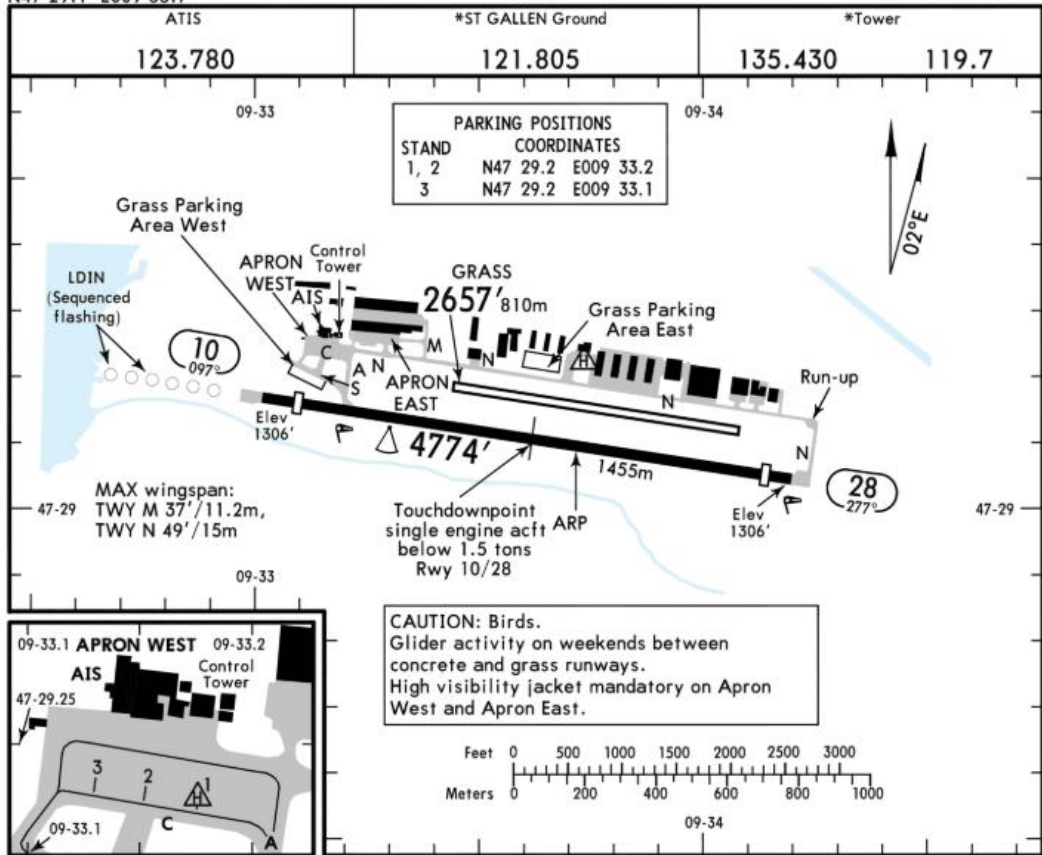 ATIS
*ST GALLEN Ground
*Tower
123.780
121.805
135.430 119.7
09-33
09-34
PARKING POSITIONS
STAND COORDINATES
1, 2 N47 29.2 E009 33.2
3 N47 29.2 E009 33.1
02°E
Grass Parking
Area West
LDIN
(Sequenced
flashing)
APRON
WEST
AIS
Control
Tower
GRASS
2657' 810m
Grass Parking
Area East
10
097°
C
A
N
S
M
APRON
EAST
N
H
N
Run-up
N
Elev
1306'
4774'
1455m
28
277°
47-29
MAX wingspan:
TWY M 37'/11.2m,
TWY N 49'/15m
Touchdownpoint
single engine acft
below 1.5 tons
Rwy 10/28
ARP
Elev
1306'
47-29
09-33
09-33.1 APRON WEST 09-33.2
AIS
Control
Tower
47-29.25
3
2
H
1
C
09-33.1
A
CAUTION: Birds.
Glider activity on weekends between
concrete and grass runways.
High visibility jacket mandatory on Apron
West and Apron East.
Feet 0 500 1000 1500 2000 2500 3000
Meters 0 200 400 600 800 1000
09-34